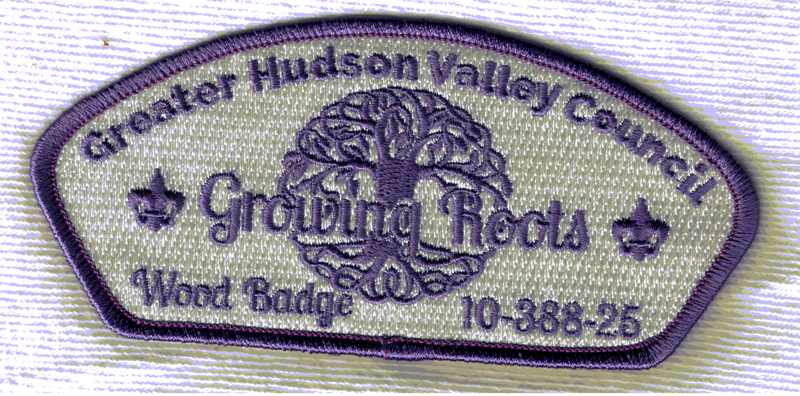 Greater Hudson Valley Council
Growing Roots
Wood Badge
10-388-25